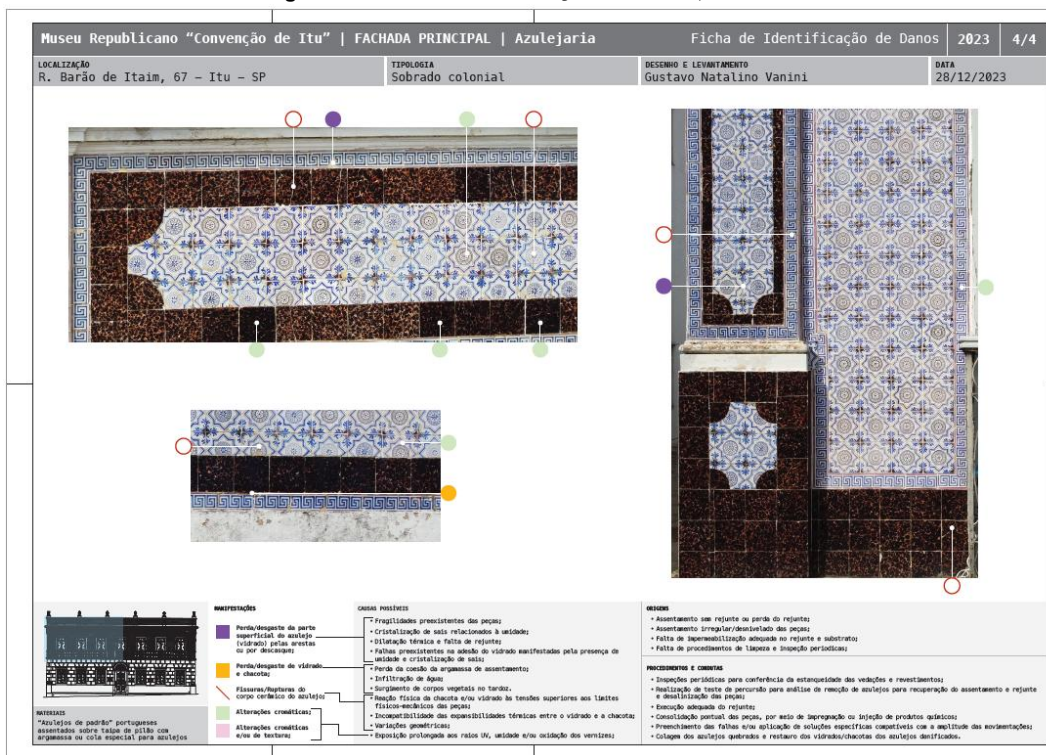 Museu Republicano “Convenção de Itu” | FACHADA PRINCIPAL | Azulejaria
Ficha de Identificação de Danos
2023
4/4
LOCALIZAÇÃO
R. Barão de Itaim, 67 – Itu – SP
TIPOLOGIA
Sobrado colonial
DESENHO E LEVANTAMENTO
Gustavo Natalino Vanini
DATA
28/12/2023
MATERIAIS
“Azulejos de padrão” portugueses
assentados sobre taipa de pilão com
argamassa ou cola especial para azulejos
MANIFESTAÇÕES
Perda/desgaste da parte
superficial do azulejo
(vidrado) pelas arestas
ou por descasque;
Perda/desgaste de vidrado
e chacota;
Fissuras/Rupturas do
corpo cerâmico do azulejo;
Alterações cromáticas;
Alterações cromáticas
e/ou de textura;
CAUSAS POSSÍVEIS
• Fragilidades preexistentes das peças;
• Cristalização de sais relacionados à umidade;
• Dilatação térmica e falta de rejunte;
• Falhas preexistentes na adesão do vidrado manifestadas pela presença de
umidade e cristalização de sais;
• Perda da coesão da argamassa de assentamento;
• Infiltração de água;
• Surgimento de corpos vegetais no tardoz.
• Reação física da chacota e/ou vidrado às tensões superiores aos limites
físicos-mecânicos das peças;
• Incompatibilidade das expansibilidades térmicas entre o vidrado e a chacota;
• Variações geométricas;
• Exposição prolongada aos raios UV, umidade e/ou oxidação dos vernizes;
ORIGENS
• Assentamento sem rejunte ou perda do rejunte;
• Assentamento irregular/desnivelado das peças;
• Falta de impermeabilização adequada no rejunte e substrato;
• Falta de procedimentos de limpeza e inspeção periódicas;
PROCEDIMENTOS E CONDUTAS
• Inspeções periódicas para conferência da estanqueidade das vedações e revestimentos;
• Realização de teste de percursão para análise de remoção de azulejos para recuperação do assentamento e rejunte
e desalinização das peças;
• Execução adequada do rejunte;
• Consolidação pontual das peças, por meio de impregnação ou injeção de produtos químicos;
• Preenchimento das falhas e/ou aplicação de soluções específicas compatíveis com a amplitude das movimentações;
• Colagem dos azulejos quebrados e restauro dos vidrados/chacotas dos azulejos danificados.